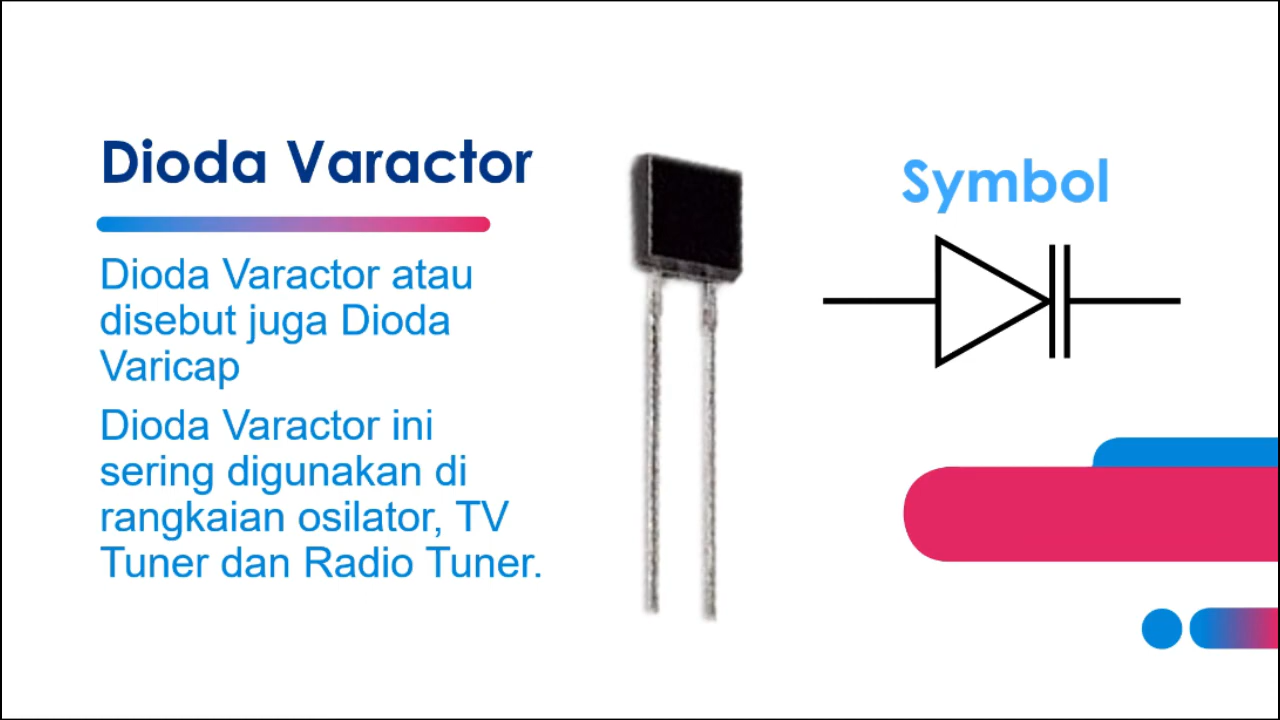 Dioda Varactor
Dioda Varactor atau
disebut juga Dioda
Varicap
Dioda Varactor ini
sering digunakan di
rangkaian osilator, TV
Tuner dan Radio Tuner.
Symbol